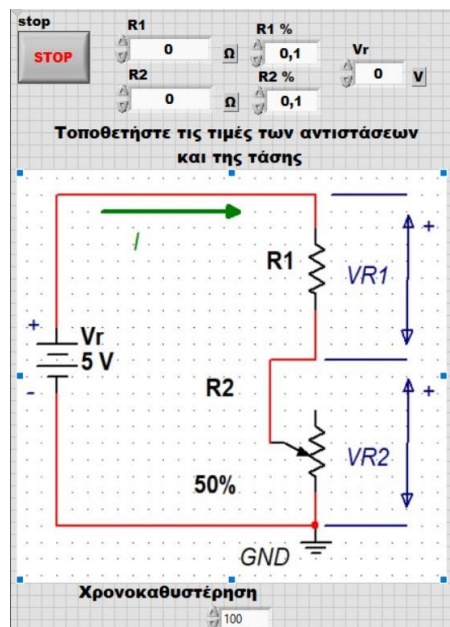 stop
STOP
R1
0
Ω
R1 %
0,1
Vr
0
V
R2
0
Ω
R2 %
0,1
Τοποθετήστε τις τιμές των αντιστάσεων
και της τάσης
I
R1
VR1
+
+
Vr
5 V
-
R2
+
VR2
50%
GND
Χρονοκαθυστέρηση
100